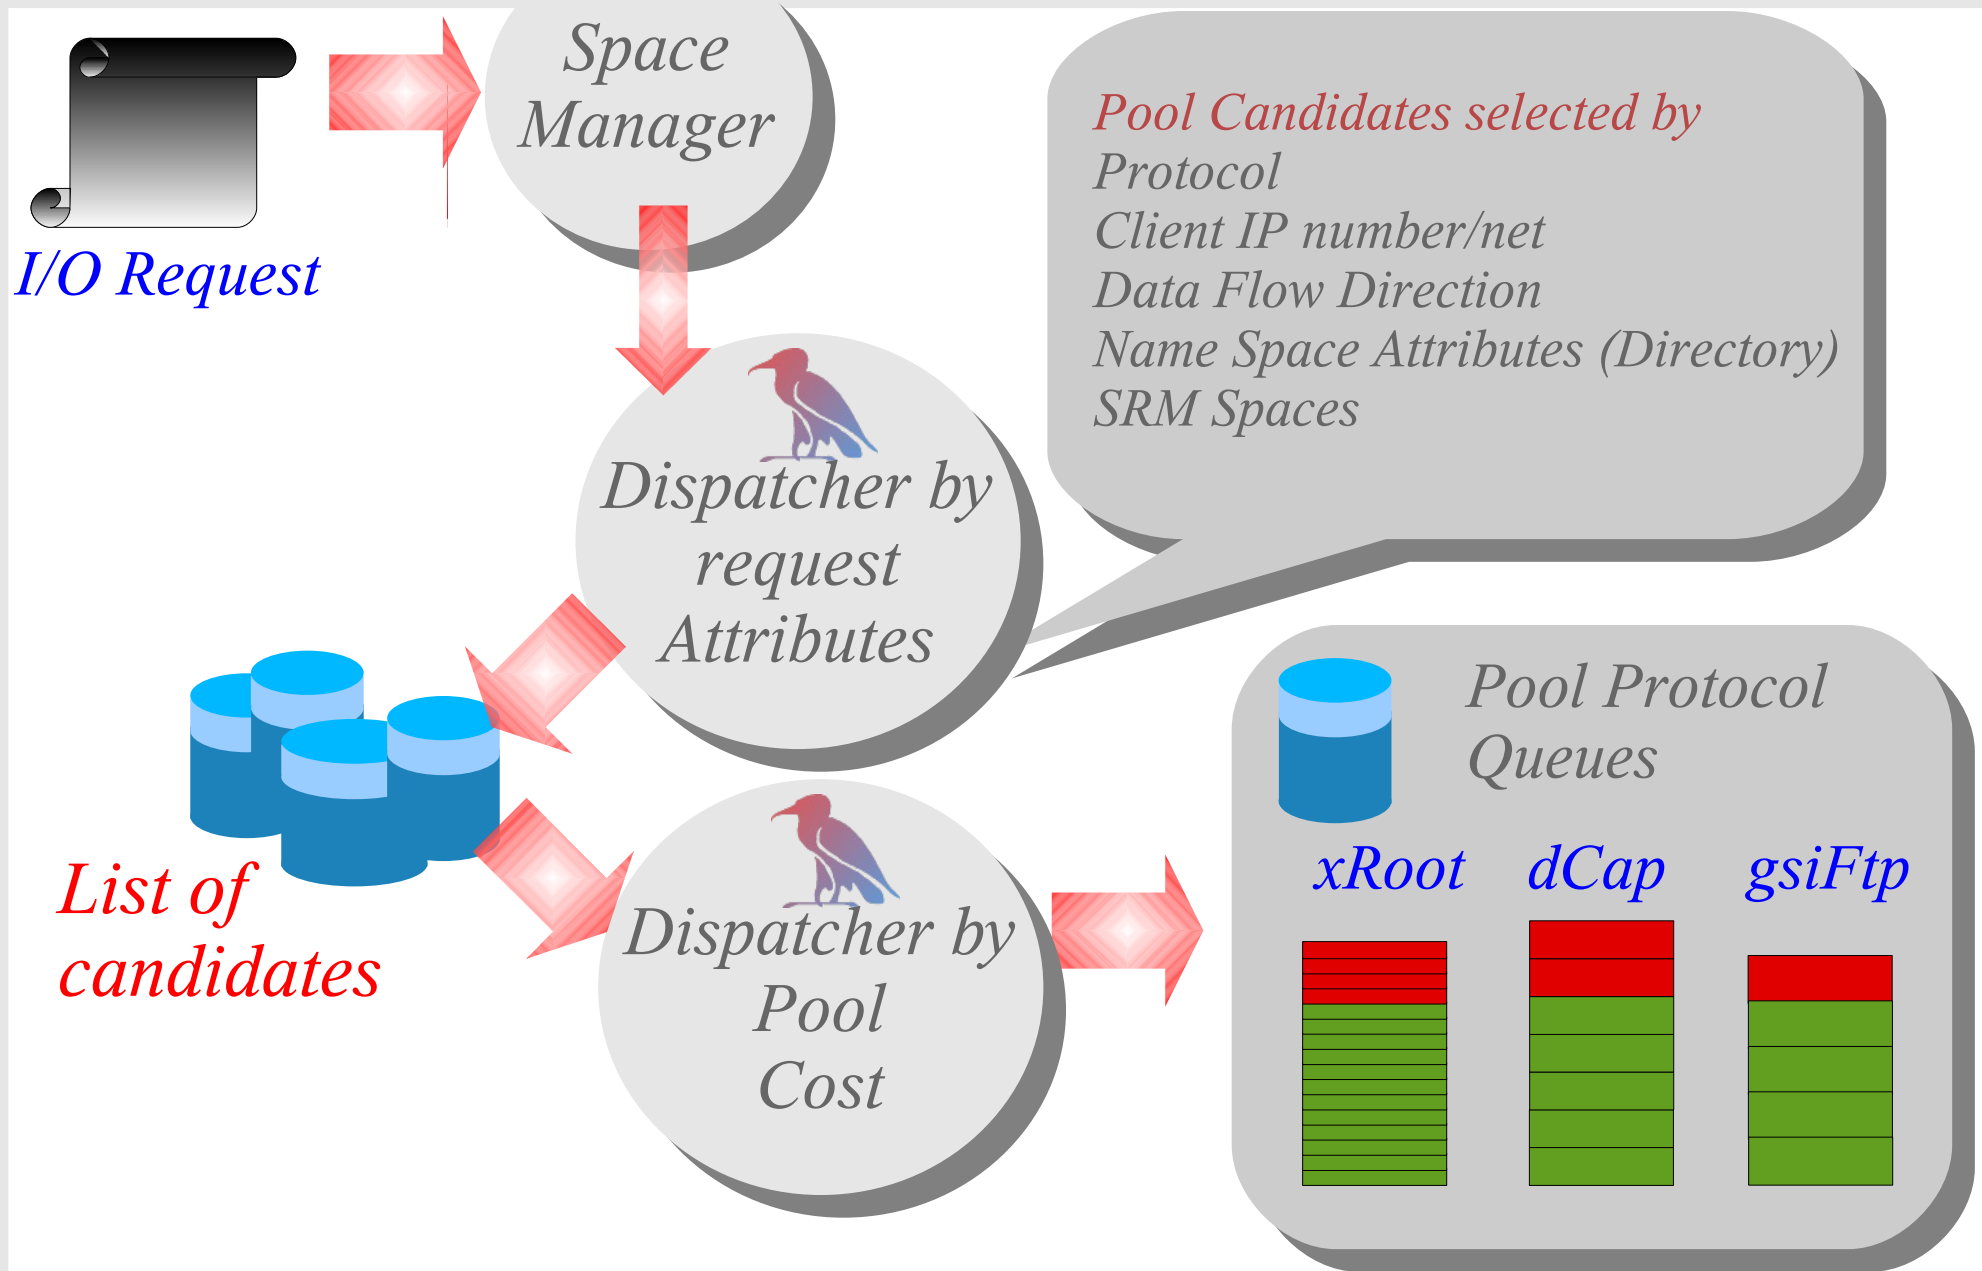 Space
Manager
I/O Request
Pool Candidates selected by
Protocol
Client IP number/net
Data Flow Direction
Name Space Attributes (Directory)
SRM Spaces
Dispatcher by
request
Attributes
List of
candidates
Dispatcher by
Pool
Cost
Pool Protocol
Queues
xRoot
dCap
gsiFtp